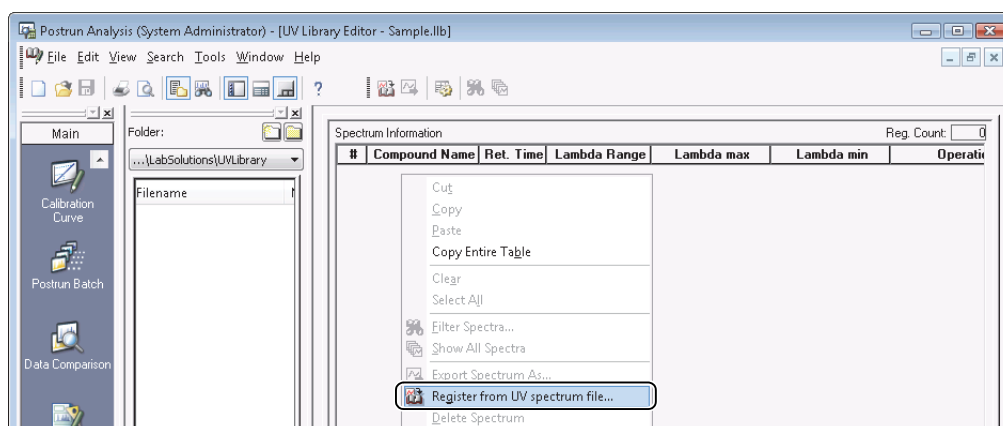 Postrun Analysis (System Administrator) - [UV Library Editor - Sample.llb]
File Edit View Search Tools Window Help
?
Main
Folder:
...\LabSolutions\UVLibrary
Filename
Calibration
Curve
Postrun Batch
Data Comparison
Spectrum Information
Reg. Count: 0
# Compound Name Ret. Time Lambda Range Lambda max Lambda min Operatio
Cut
Copy
Paste
Copy Entire Table
Clear
Select All
Filter Spectra...
Show All Spectra
Export Spectrum As...
Register from UV spectrum file...
Delete Spectrum